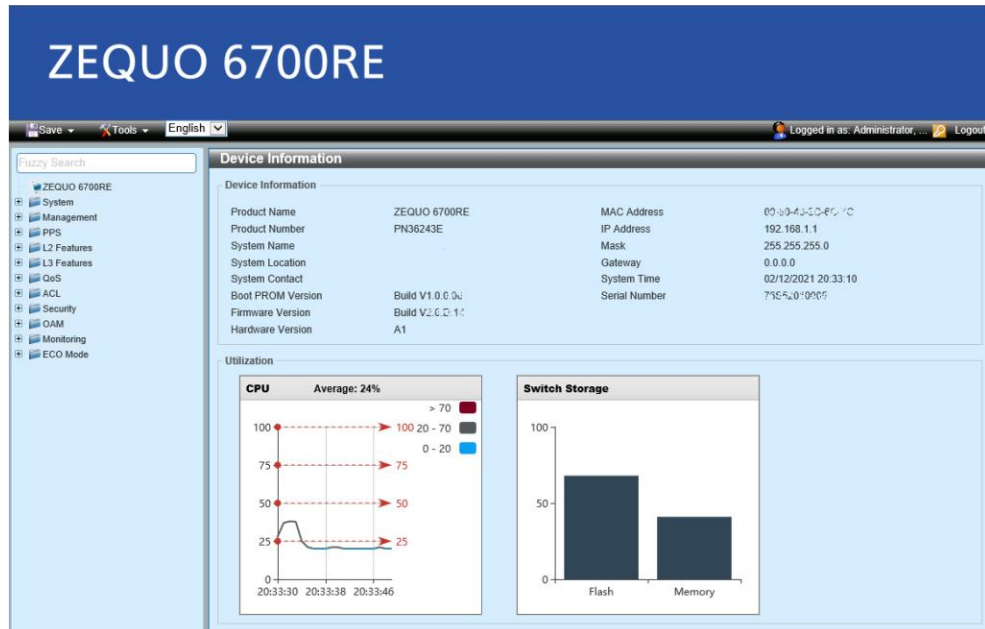 ZEQUO 6700RE
Save Tools English Logged in as: Administrator, ... Logout
Fuzzy Search
ZEQUO 6700RE
System
Management
PPS
L2 Features
L3 Features
QoS
ACL
Security
OAM
Monitoring
ECO Mode
Device Information
Device Information
Product Name ZEQUO 6700RE MAC Address
Product Number PN36243E IP Address 192.168.1.1
System Name Mask 255.255.255.0
System Location Gateway 0.0.0.0
System Contact System Time 02/12/2021 20:33:10
Boot PROM Version Build Serial Number
Firmware Version Build
Hardware Version A1
Utilization
CPU Average: 24%
> 70
20 - 70
0 - 20
100 100
75 75
50 50
25 25
0
20:33:30 20:33:38 20:33:46
Switch Storage
100
50
0
Flash Memory